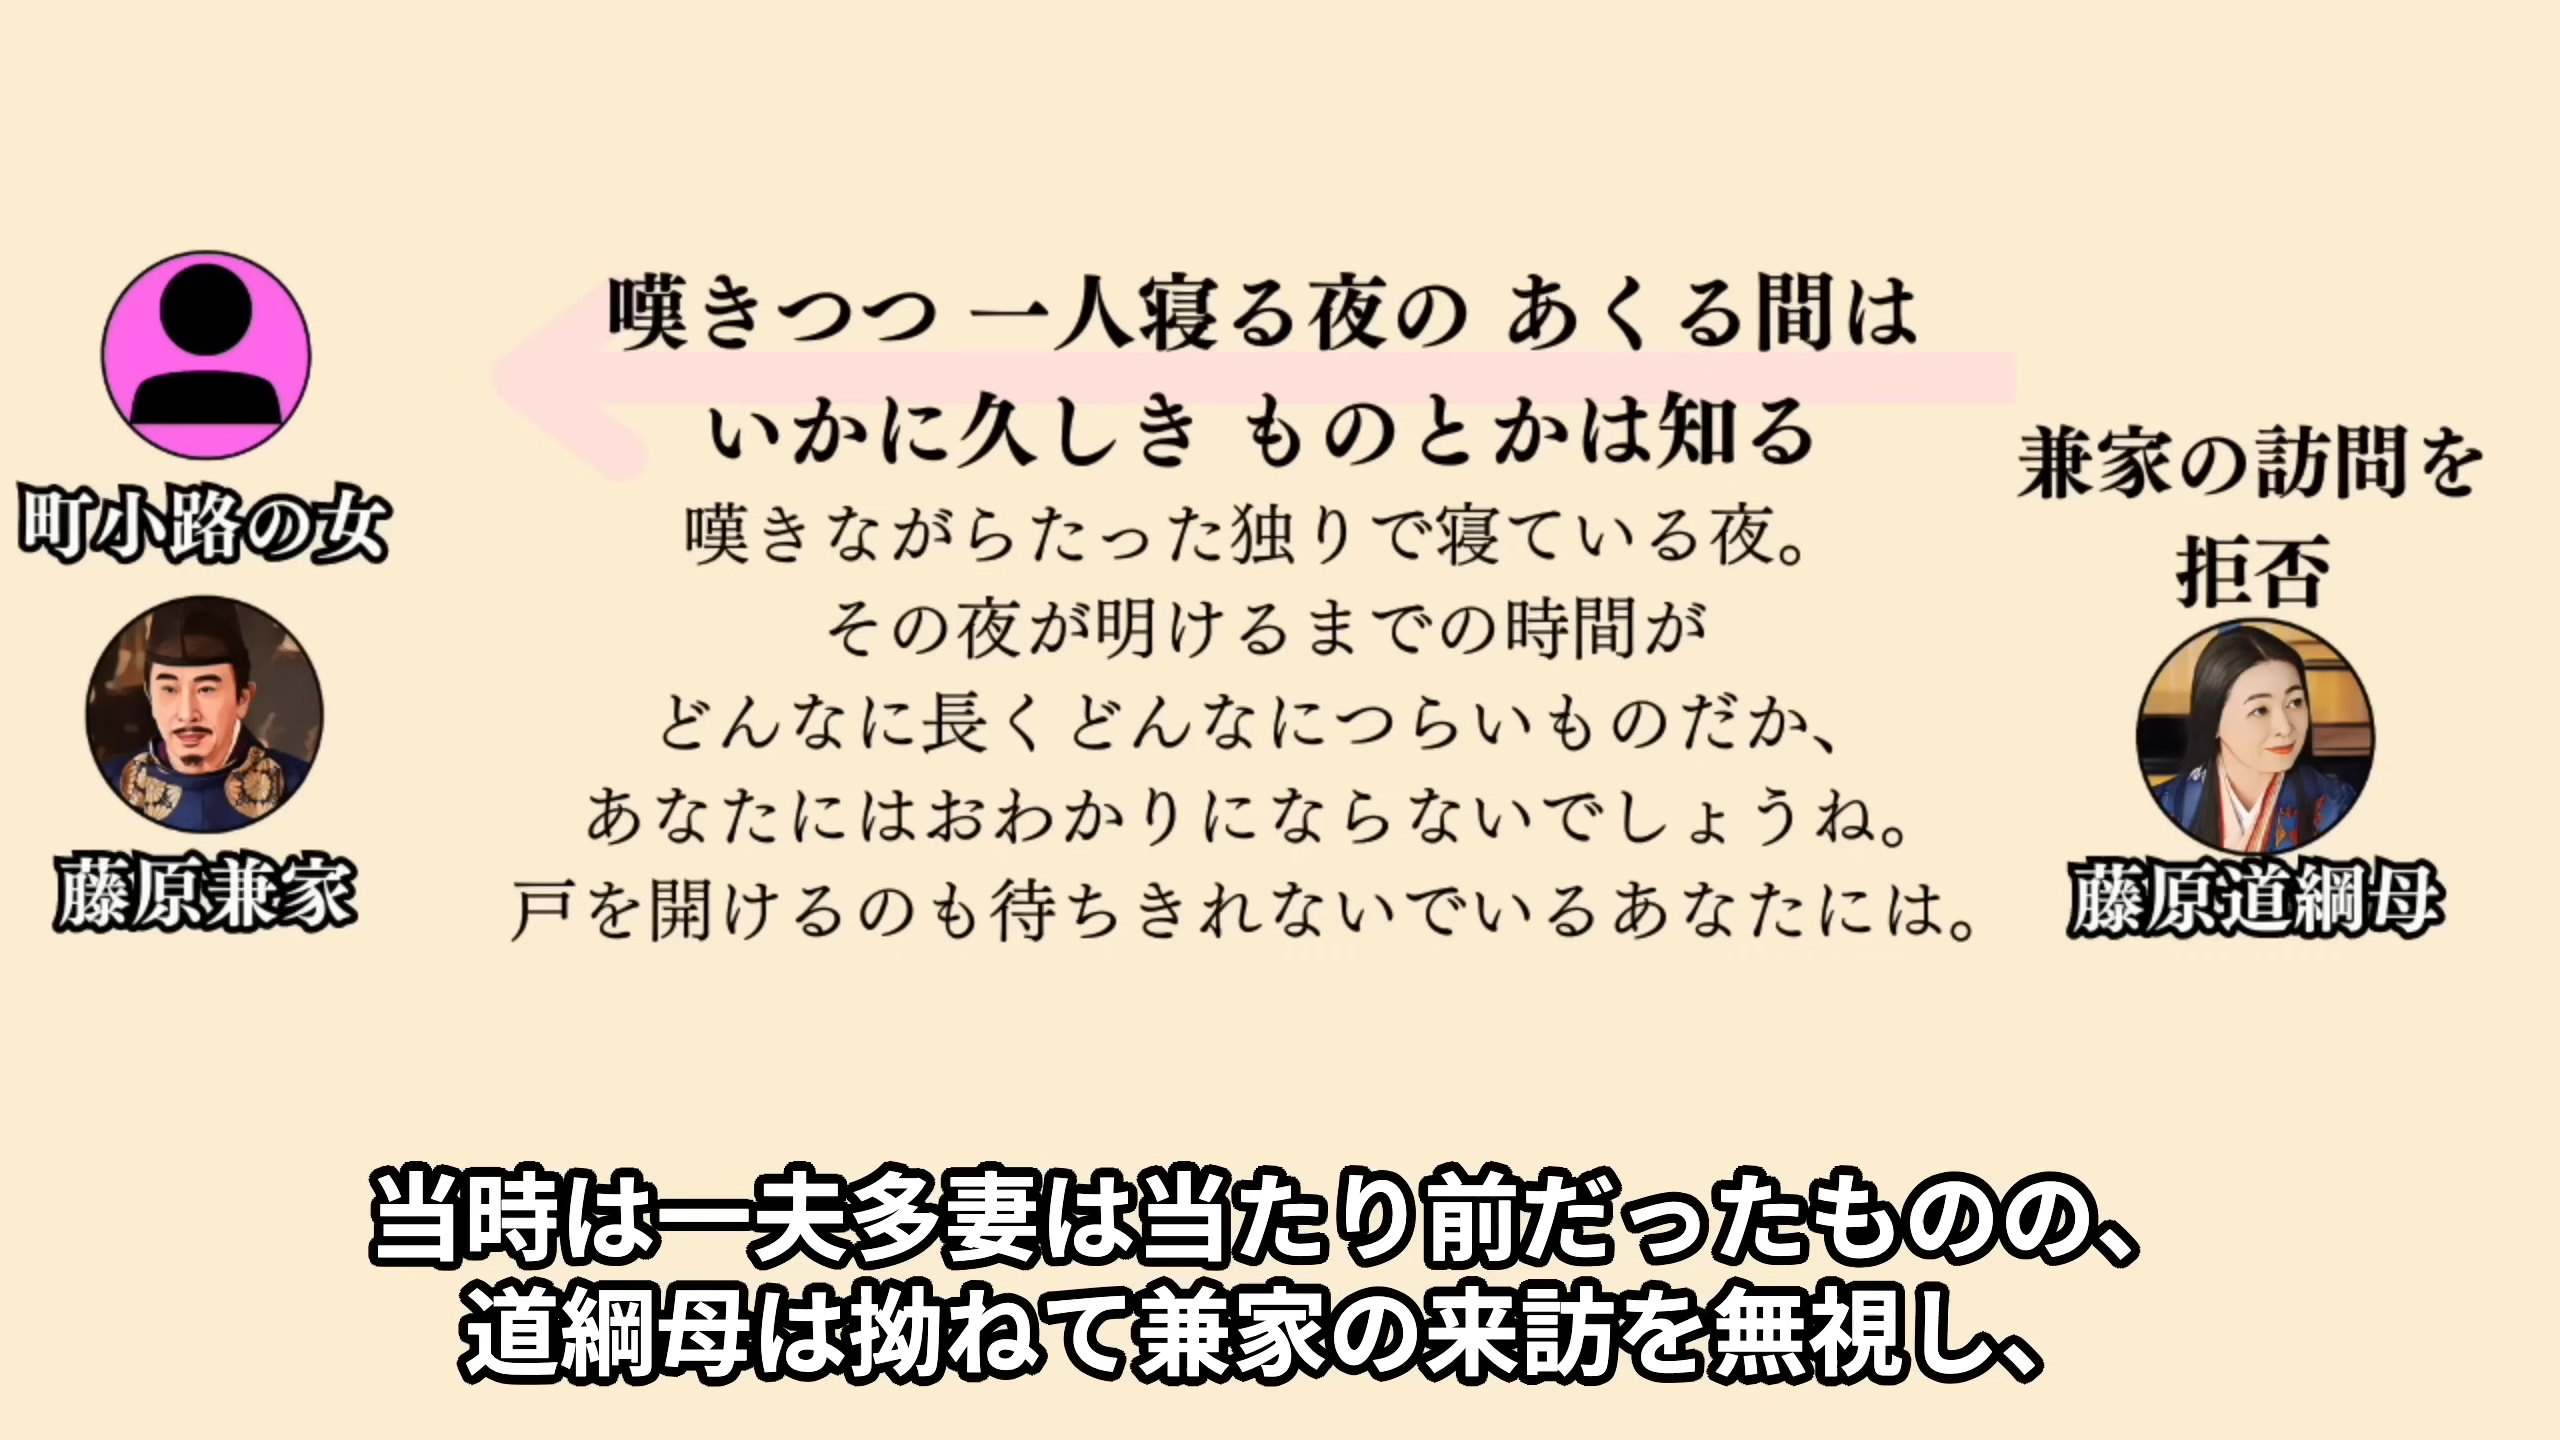 嘆きつつ 一人寝る夜の あくる間は
いかに久しき ものとかは知る
嘆きながらたった独りで寝ている夜。
その夜が明けるまでの時間が
どんなに長くどんなにつらいものだか、
あなたにはおわかりにならないでしょうね。
戸を開けるのも待ちきれないでいるあなたには。
町小路の女
藤原兼家
兼家の訪問を
拒否
藤原道綱母
当時は一夫多妻は当たり前だったものの、
道綱母は拗ねて兼家の来訪を無視し、